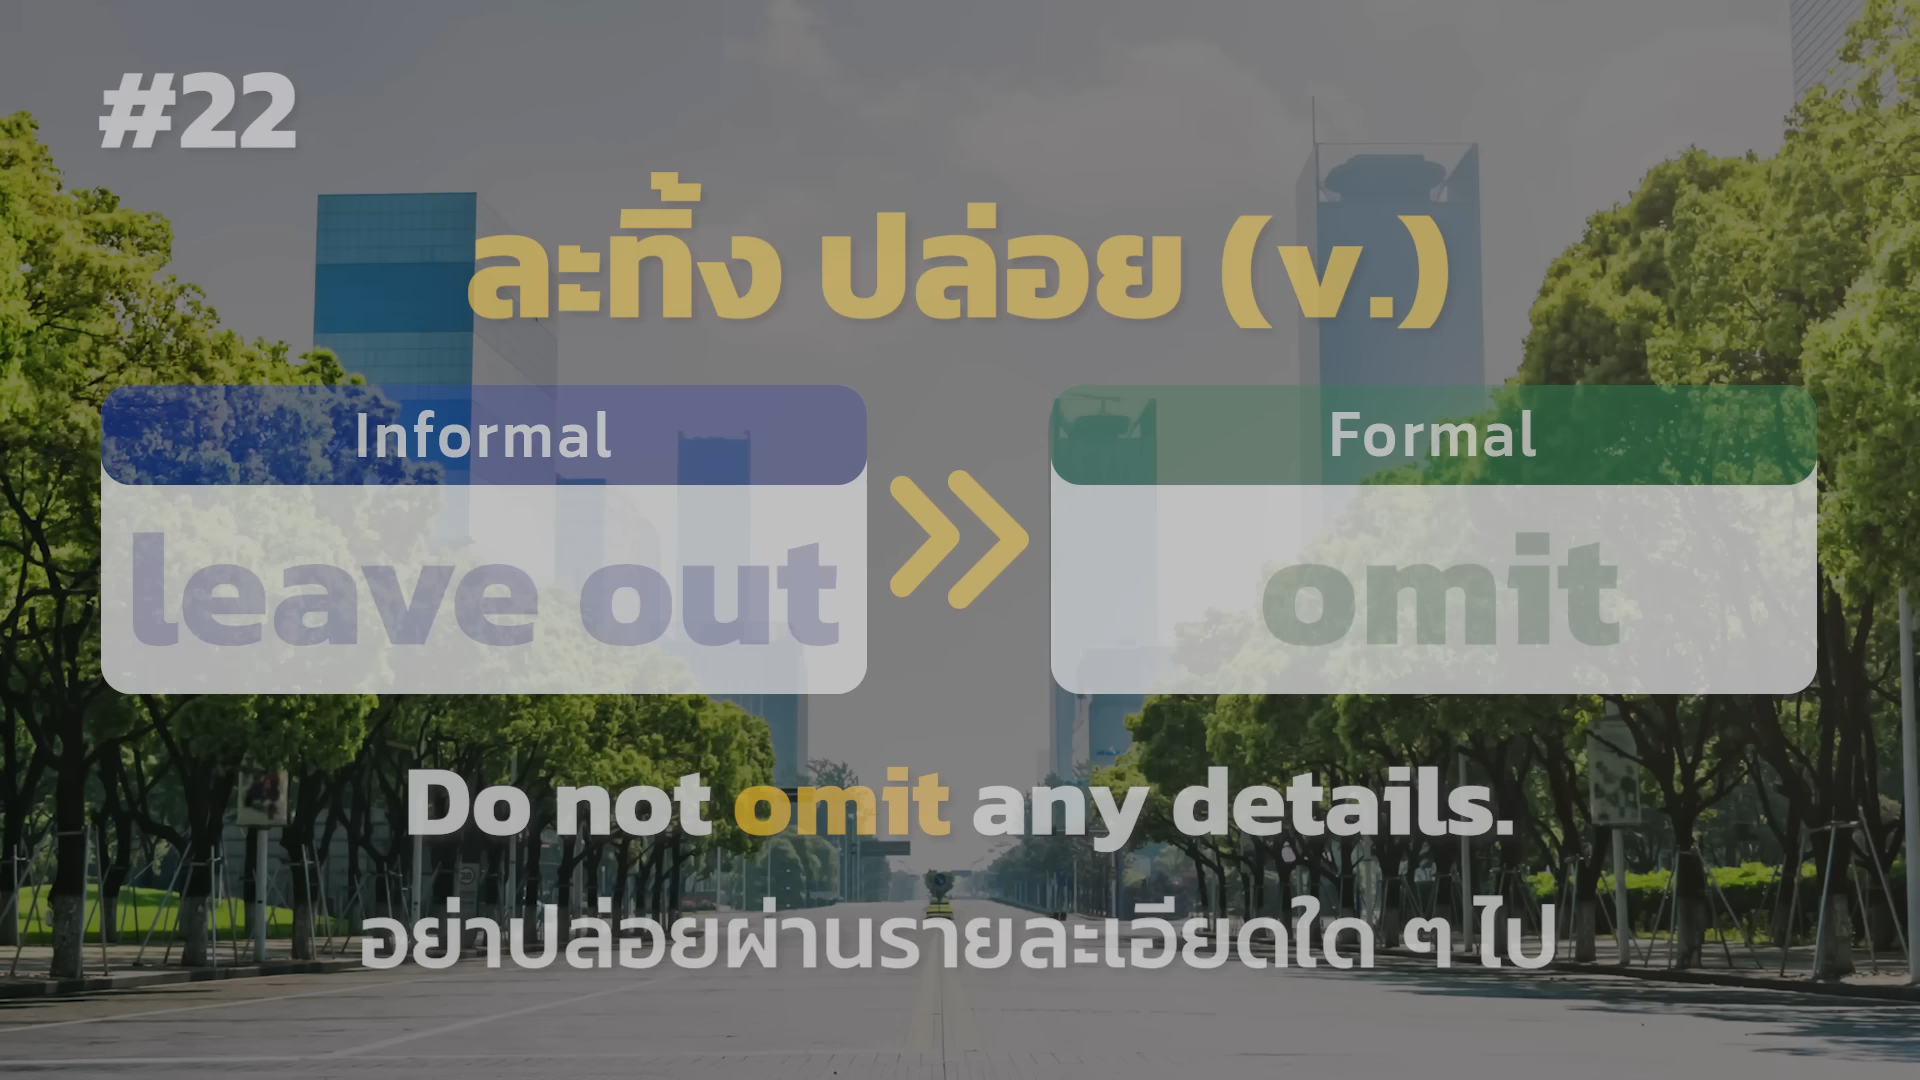 #22
ละทิ้ง ปล่อย (v.)
Informal
leave out
Formal
omit
Do not omit any details.
อย่าปล่อยผ่านรายละเอียดใด ๆ ไป